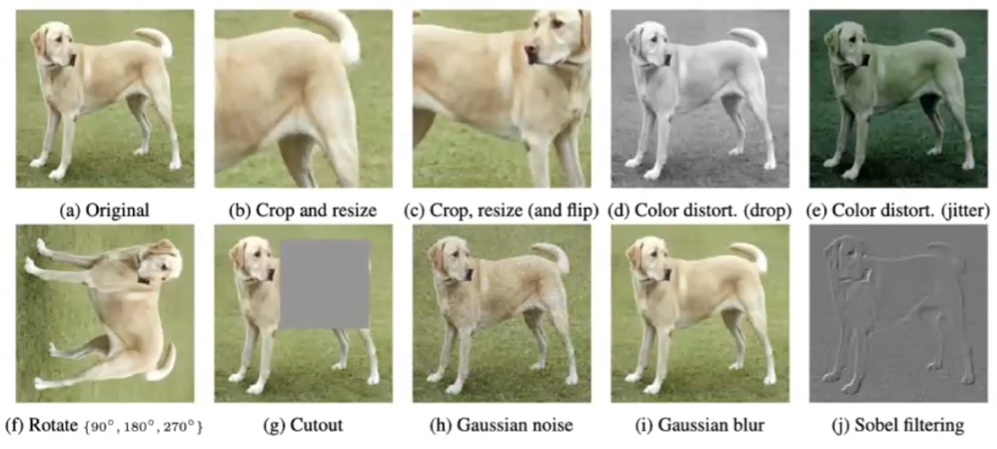 (a) Original
(b) Crop and resize
(c) Crop, resize (and flip)
(d) Color distort. (drop)
(e) Color distort. (jitter)
(f) Rotate {90°, 180°, 270°}
(g) Cutout
(h) Gaussian noise
(i) Gaussian blur
(j) Sobel filtering